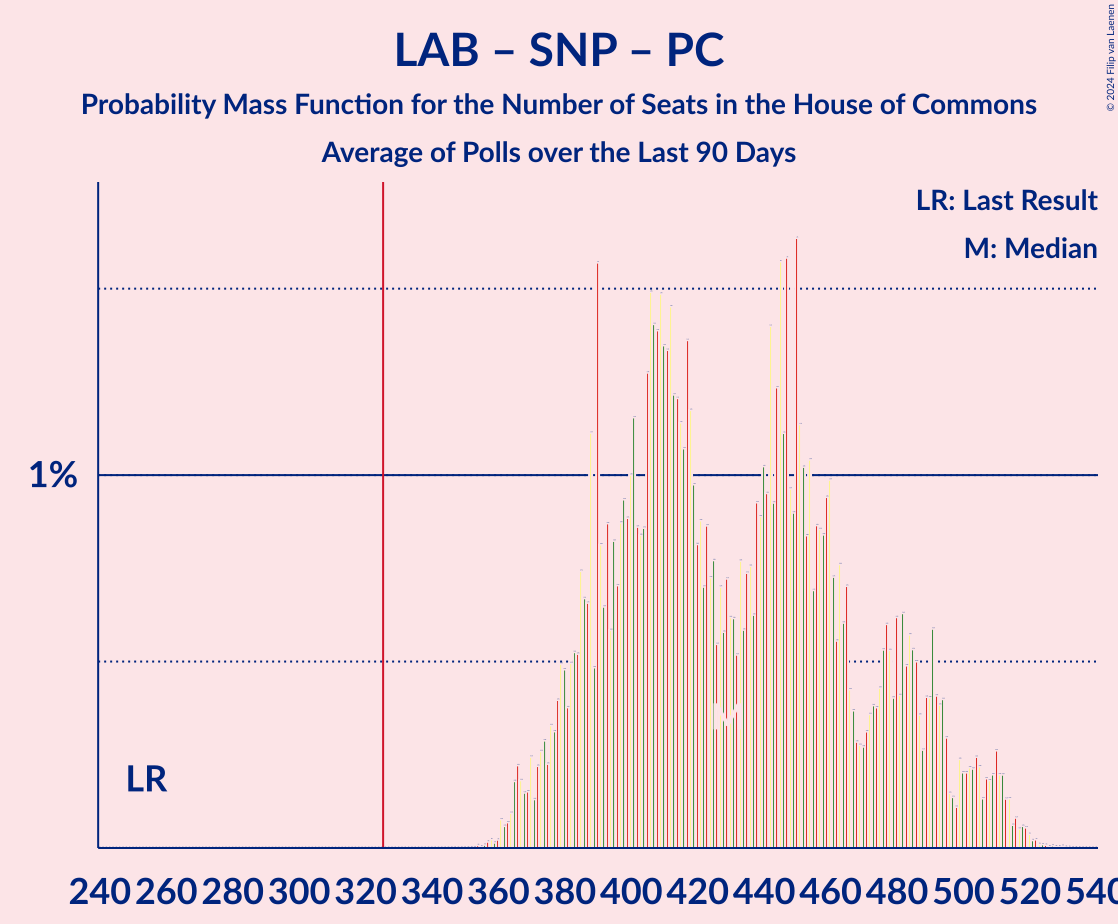 LAB – SNP – PC
Probability Mass Function for the Number of Seats in the House of Commons
Average of Polls over the Last 90 Days
© 2024 Filip van Laenen
LR: Last Result
M: Median
1%
LR
M
240 260 280 300 320 340 360 380 400 420 440 460 480 500 520 540